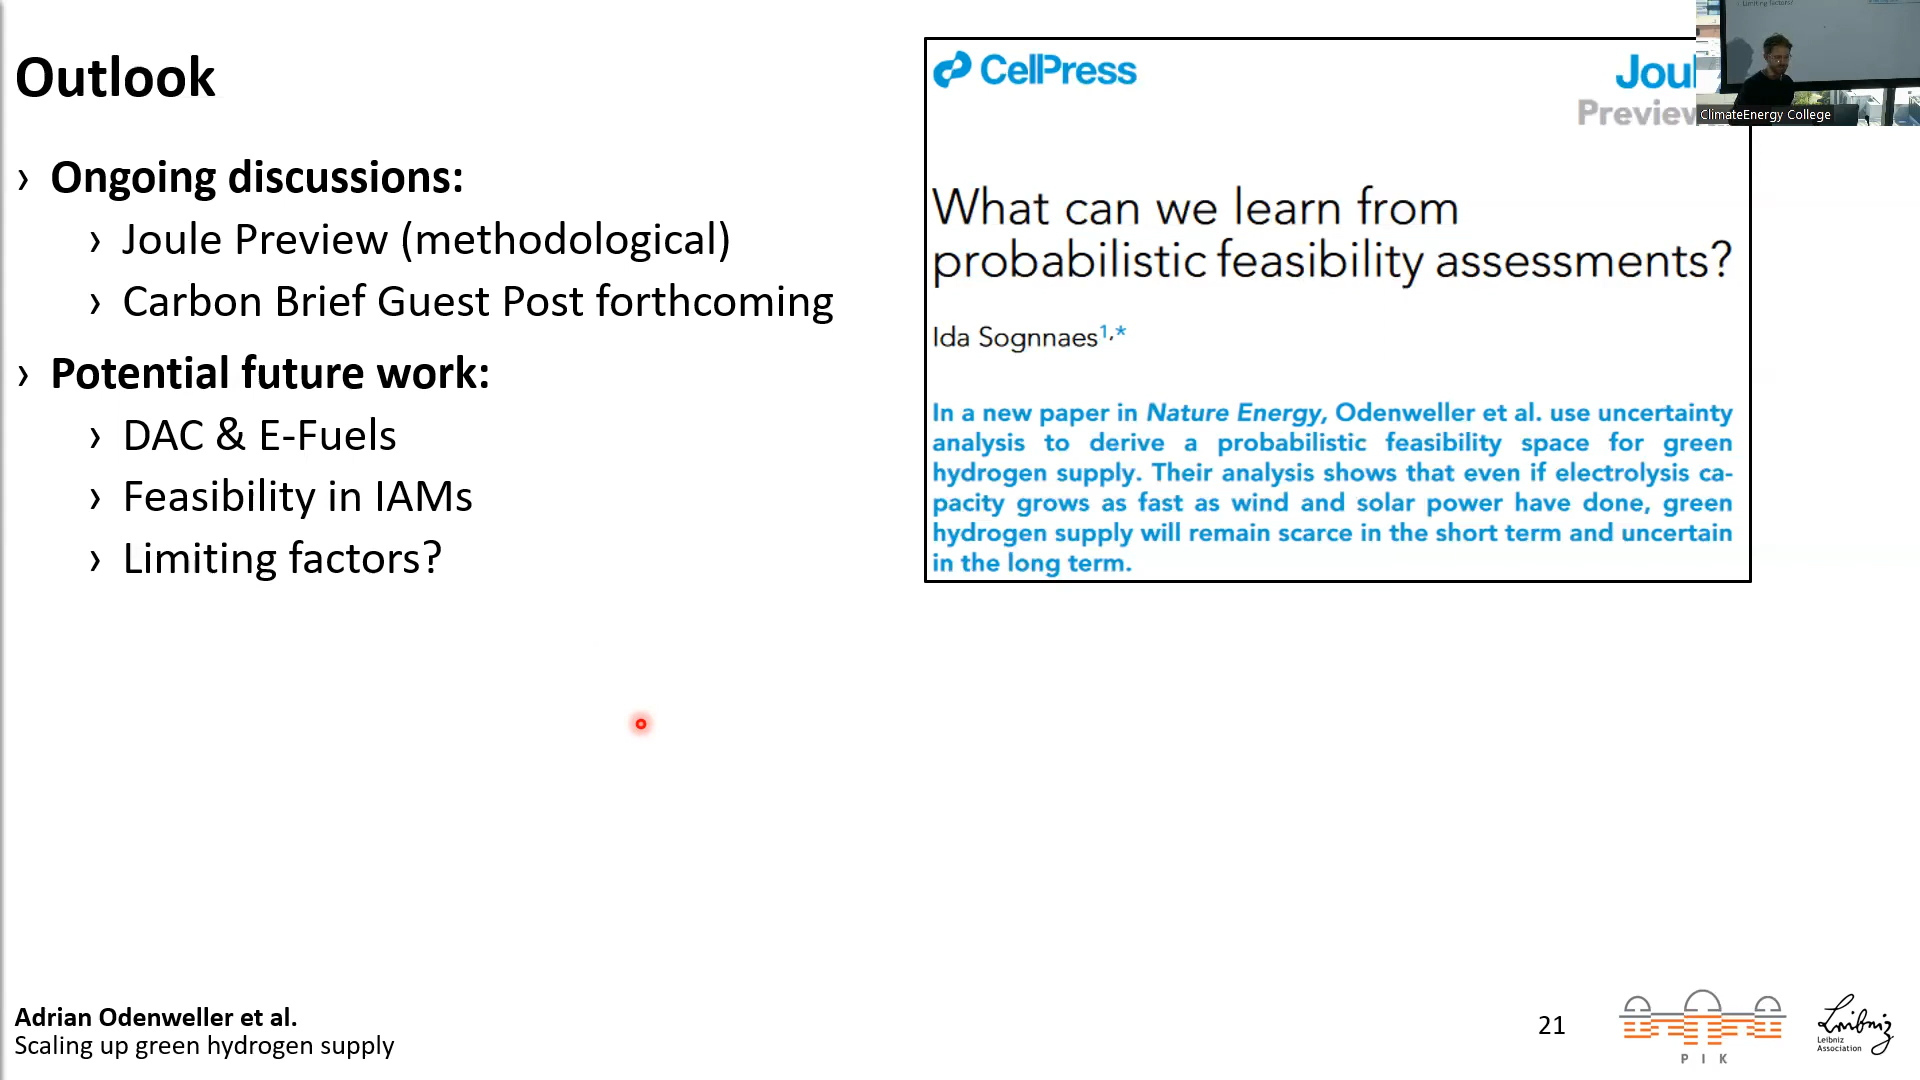 Outlook
› Ongoing discussions:
› Joule Preview (methodological)
› Carbon Brief Guest Post forthcoming
› Potential future work:
› DAC & E-Fuels
› Feasibility in IAMs
› Limiting factors?
CellPress
Joul
Preview
What can we learn from
probabilistic feasibility assessments?
Ida Sognnaes1,*
In a new paper in Nature Energy, Odenweller et al. use uncertainty
analysis to derive a probabilistic feasibility space for green
hydrogen supply. Their analysis shows that even if electrolysis ca-
pacity grows as fast as wind and solar power have done, green
hydrogen supply will remain scarce in the short term and uncertain
in the long term.
Limiting factors?
ClimateEnergy College
Adrian Odenweller et al.
Scaling up green hydrogen supply
21
P I K
Leibniz
Leibniz
Association